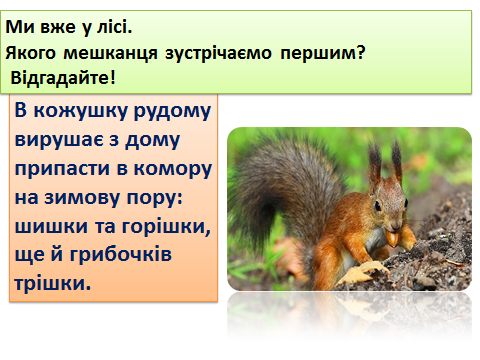 Ми вже у лісі.
Якого мешканця зустрічаємо першим?
Відгадайте!
В кожушку рудому
вирушає з дому
припасти в комору
на зимову пору:
шишки та горішки,
ще й грибочків
трішки.